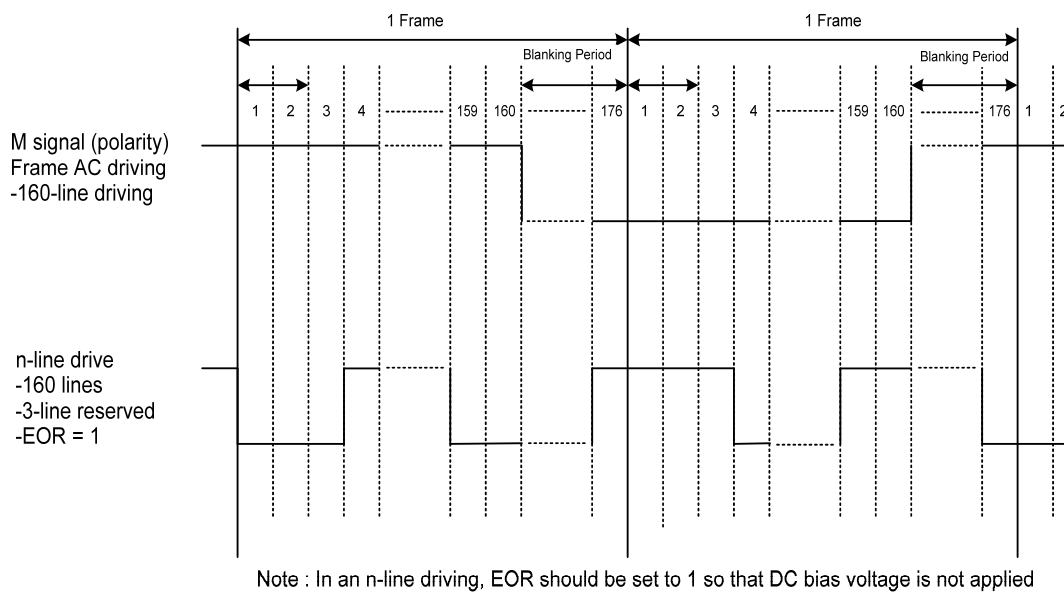 1 Frame 1 Frame
Blanking Period Blanking Period
1 2 3 4 159 160 176 1 2 3 4 159 160 176 1 2
M signal (polarity)
Frame AC driving
-160-line driving
n-line drive
-160 lines
-3-line reserved
-EOR = 1
Note : In an n-line driving, EOR should be set to 1 so that DC bias voltage is not applied